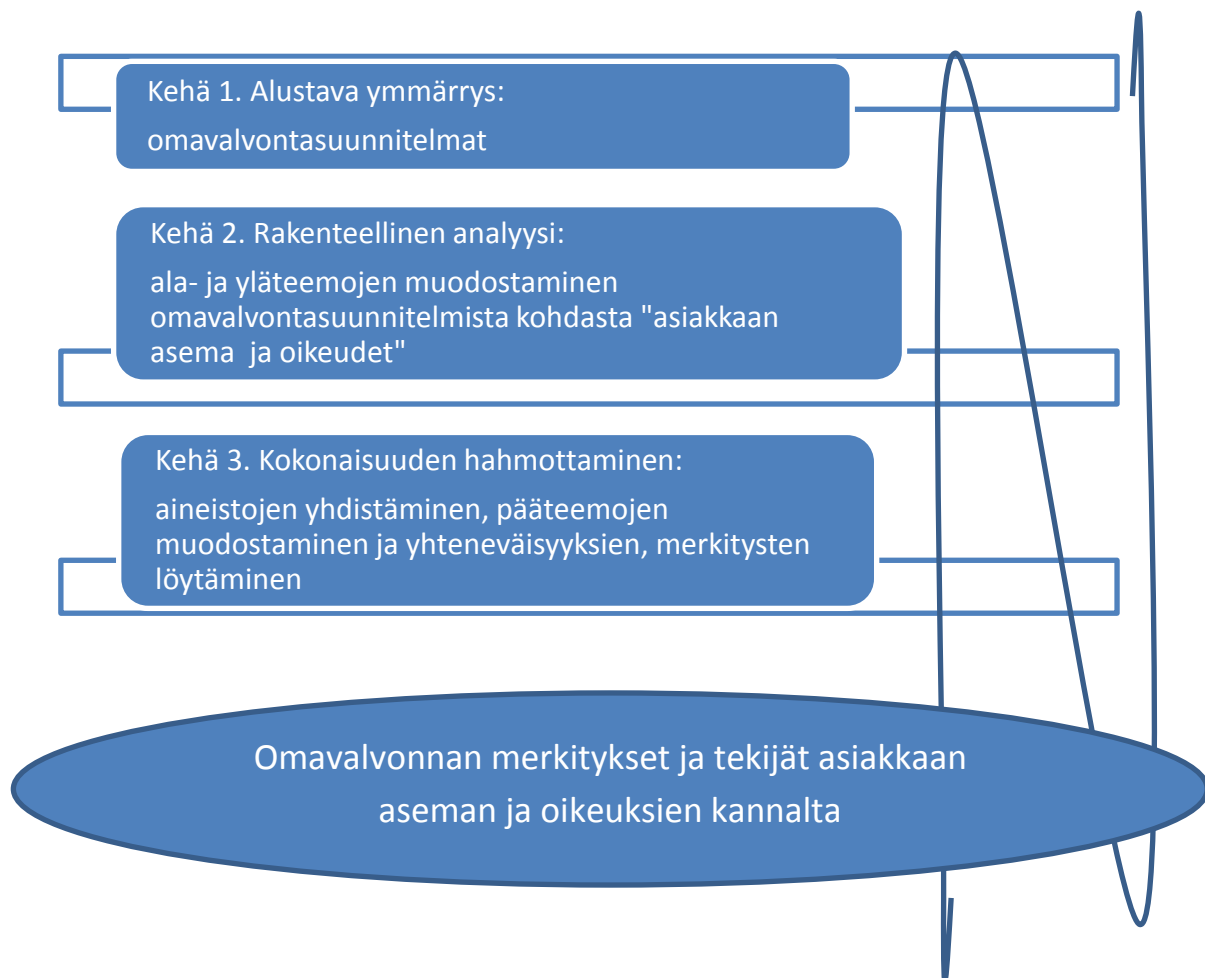 Kehä 1. Alustava ymmärrys:
omavalvontasuunnitelmat
Kehä 2. Rakenteellinen analyysi:
ala- ja yläteemojen muodostaminen
omavalvontasuunnitelmista kohdasta "asiakkaan
asema  ja oikeudet"
Kehä 3. Kokonaisuuden hahmottaminen:
aineistojen yhdistäminen, pääteemojen
muodostaminen ja yhteneväisyyksien, merkitysten
löytäminen
Omavalvonnan merkitykset ja tekijät asiakkaan
aseman ja oikeuksien kannalta